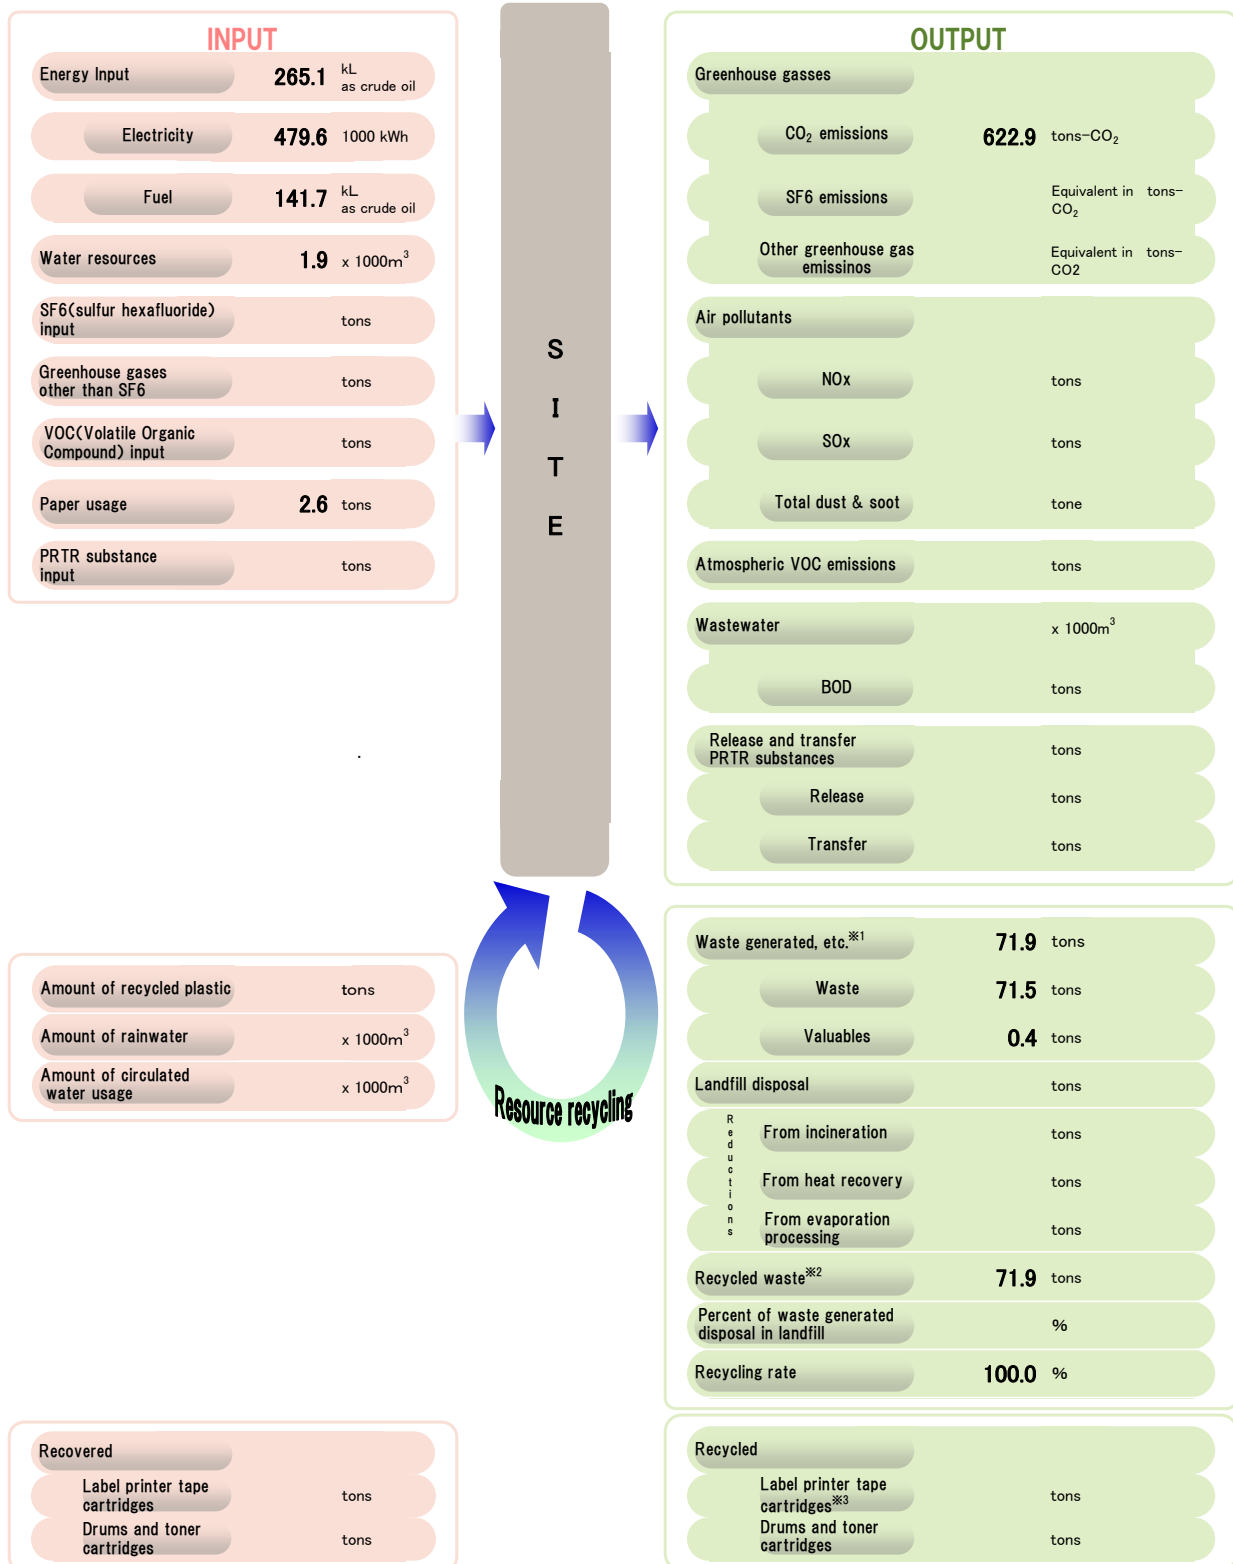 INPUT
Energy Input 265.1 kL
as crude oil
Electricity 479.6 1000 kWh
Fuel 141.7 kL
as crude oil
Water resources 1.9 x 1000m³
SF6(sulfur hexafluoride)
input tons
Greenhouse gases
other than SF6 tons
VOC(Volatile Organic
Compound) input tons
Paper usage 2.6 tons
PRTR substance
input tons
S
I
T
E
OUTPUT
Greenhouse gasses
CO₂ emissions 622.9 tons-CO₂
SF6 emissions Equivalent in tons-
CO₂
Other greenhouse gas
emissinos Equivalent in tons-
CO2
Air pollutants
NOx tons
SOx tons
Total dust & soot tone
Atmospheric VOC emissions tons
Wastewater x 1000m³
BOD tons
Release and transfer
PRTR substances tons
Release tons
Transfer tons
Amount of recycled plastic tons
Amount of rainwater x 1000m³
Amount of circulated
water usage x 1000m³
Resource recycling
Waste generated, etc.※1 71.9 tons
Waste 71.5 tons
Valuables 0.4 tons
Landfill disposal tons
Reductions
From incineration tons
From heat recovery tons
From evaporation
processing tons
Recycled waste※2 71.9 tons
Percent of waste generated
disposal in landfill %
Recycling rate 100.0 %
Recovered
Label printer tape
cartridges tons
Drums and toner
cartridges tons
Recycled
Label printer tape
cartridges※3 tons
Drums and toner
cartridges tons